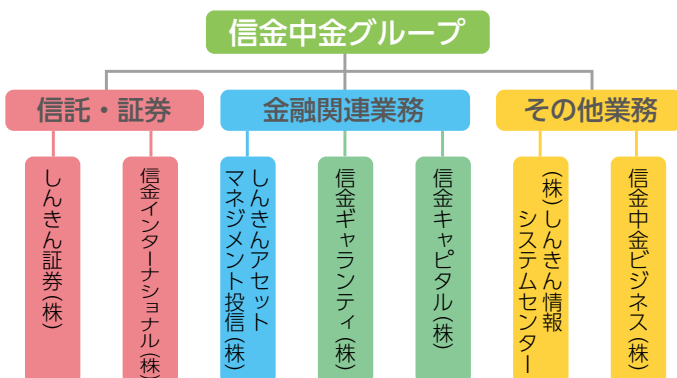 信金中金グループ
信託・証券
金融関連業務
その他業務
しんきん証券(株)
信金インターナショナル(株)
しんきんアセット
マネジメント投信(株)
信金ギャランティ(株)
信金キャピタル(株)
(株)しんきん情報
システムセンター
信金中金ビジネス(株)